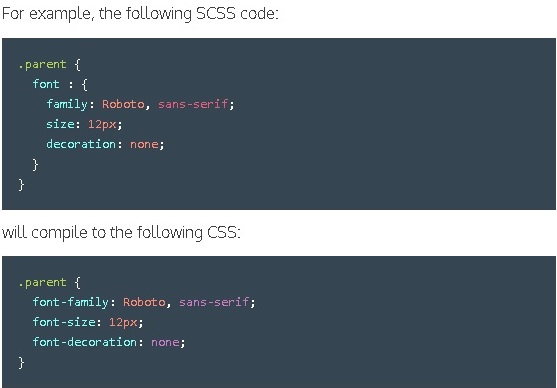 For example, the following SCSS code:
.parent {
font : {
family: Roboto, sans-serif;
size: 12px;
decoration: none;
}
}
will compile to the following CSS:
.parent {
font-family: Roboto, sans-serif;
font-size: 12px;
font-decoration: none;
}